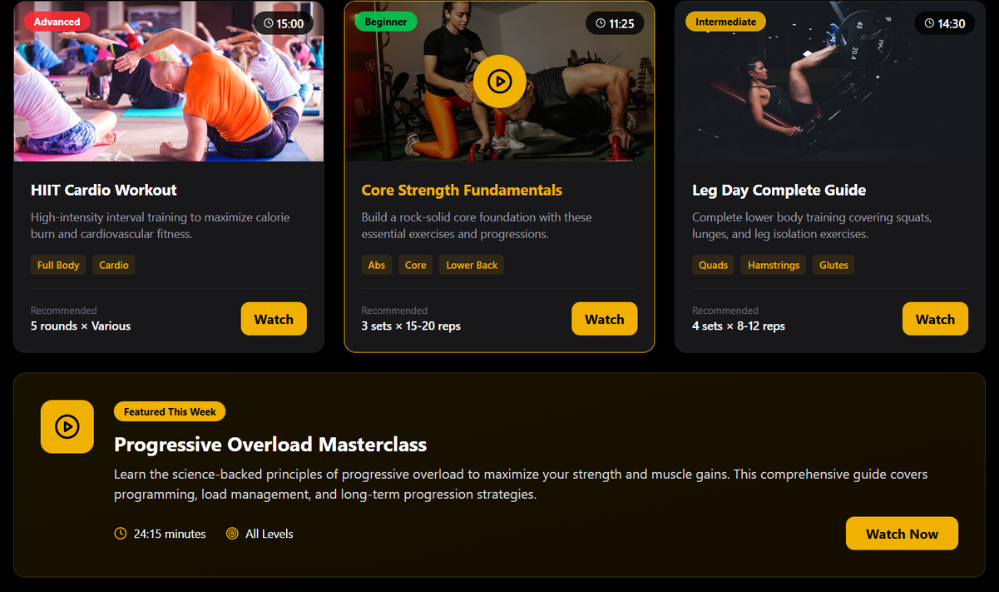 Advanced
15:00
HIIT Cardio Workout
High-intensity interval training to maximize calorie
burn and cardiovascular fitness.
Full Body
Cardio
Recommended
5 rounds × Various
Watch
Beginner
11:25
Core Strength Fundamentals
Build a rock-solid core foundation with these
essential exercises and progressions.
Abs
Core
Lower Back
Recommended
3 sets × 15-20 reps
Watch
Intermediate
14:30
45
20.4
Leg Day Complete Guide
Complete lower body training covering squats,
lunges, and leg isolation exercises.
Quads
Hamstrings
Glutes
Recommended
4 sets × 8-12 reps
Watch
Featured This Week
Progressive Overload Masterclass
Learn the science-backed principles of progressive overload to maximize your strength and muscle gains. This comprehensive guide covers
programming, load management, and long-term progression strategies.
24:15 minutes
All Levels
Watch Now